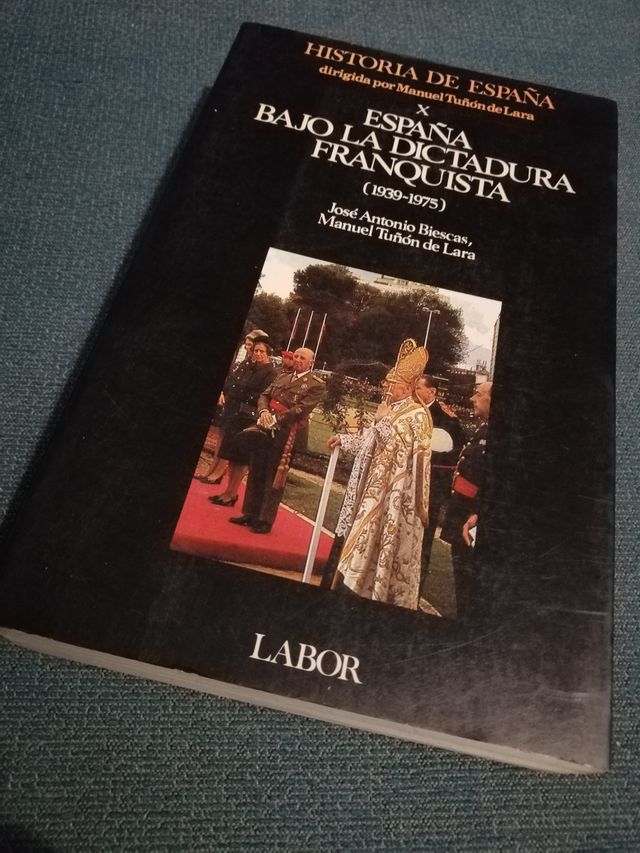 HISTORIA DE ESPAÑA
dirigida por Manuel Tuñón de Lara
X
ESPAÑA
BAJO LA DICTADURA
FRANQUISTA
(1939-1975)
José Antonio Biescas,
Manuel Tuñón de Lara
LABOR